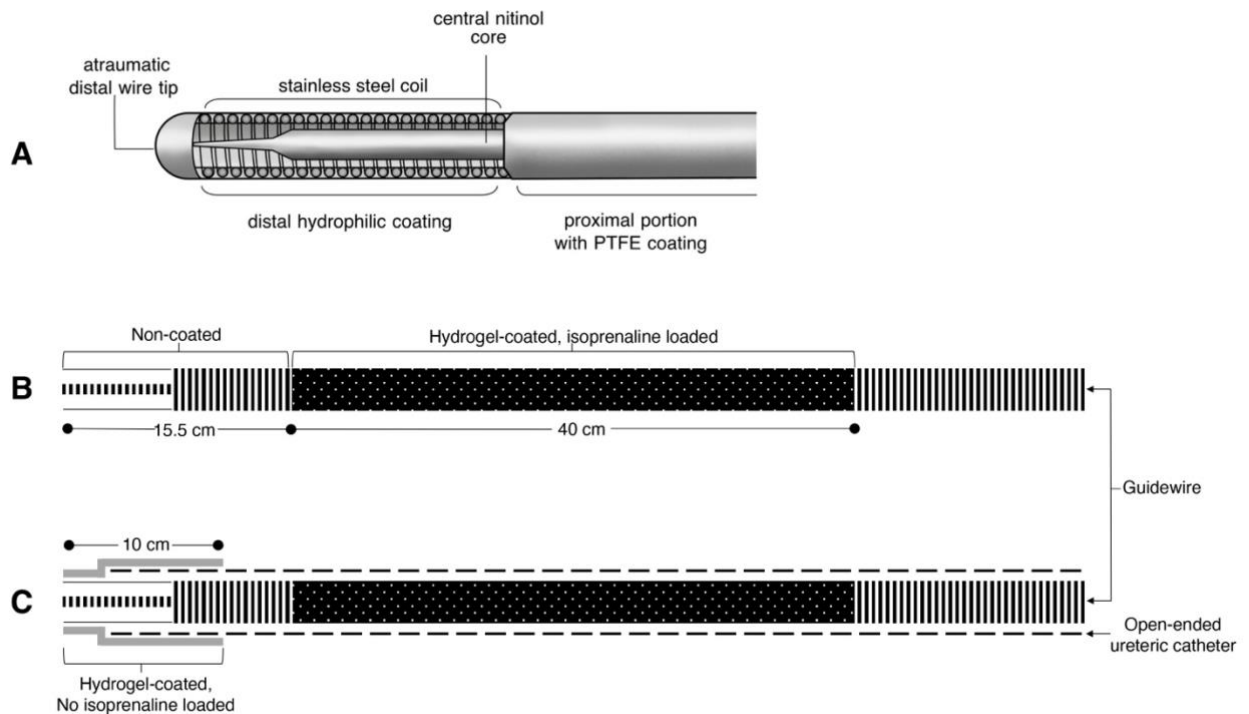 central nitinol
core
atraumatic
distal wire tip
stainless steel coil
A
distal hydrophilic coating
proximal portion
with PTFE coating
Non-coated
Hydrogel-coated, isoprenaline loaded
B
15.5 cm
40 cm
Guidewire
10 cm
C
Open-ended
ureteric catheter
Hydrogel-coated,
No isoprenaline loaded